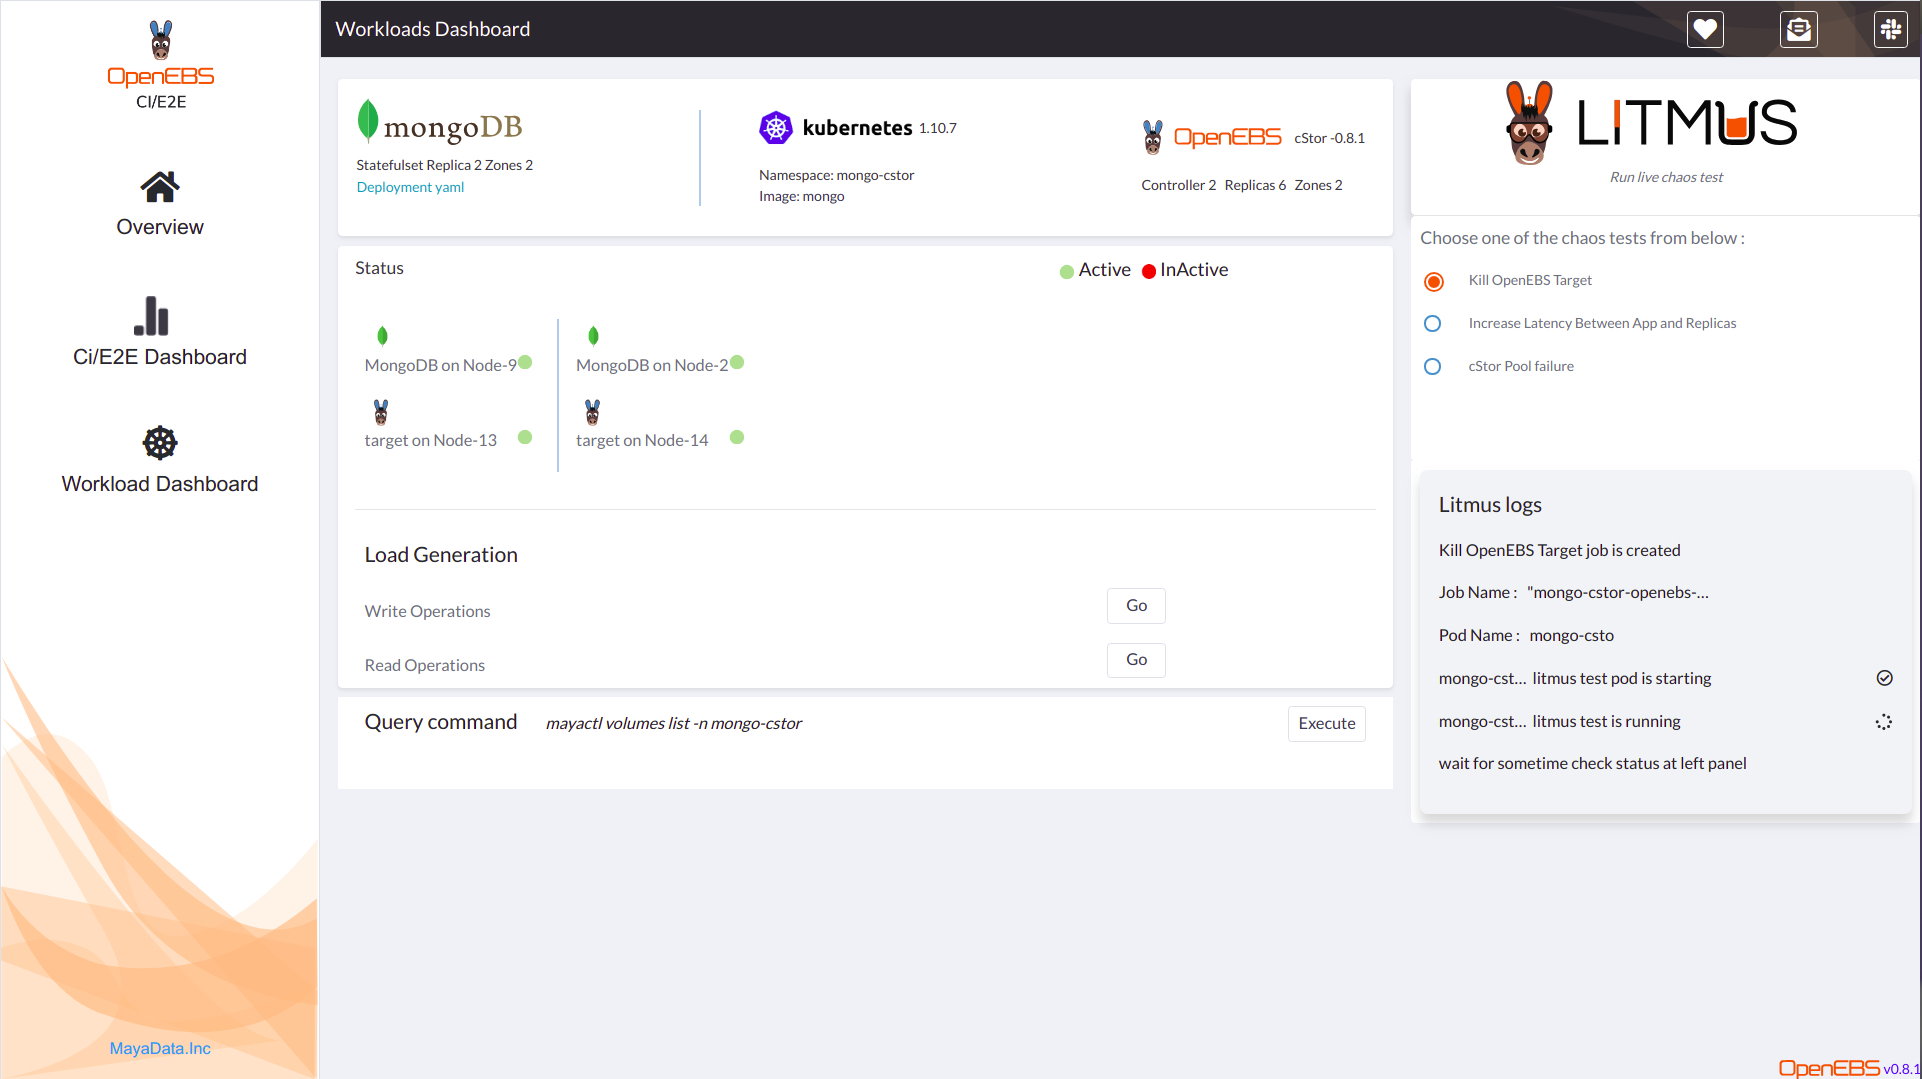 OpenEBS
CI/E2E
Overview
Ci/E2E Dashboard
Workload Dashboard
MayaData.Inc
Workloads Dashboard
mongoDB
Statefulset Replica 2 Zones 2
Deployment yaml
kubernetes 1.10.7
Namespace: mongo-cstor
Image: mongo
OpenEBS cStor -0.8.1
Controller 2 Replicas 6 Zones 2
Status
Active InActive
MongoDB on Node-9
MongoDB on Node-2
target on Node-13
target on Node-14
Load Generation
Write Operations Go
Read Operations Go
Query command mayactl volumes list -n mongo-cstor Execute
LITMUS
Run live chaos test
Choose one of the chaos tests from below :
Kill OpenEBS Target
Increase Latency Between App and Replicas
cStor Pool failure
Litmus logs
Kill OpenEBS Target job is created
Job Name : "mongo-cstor-openebs-...
Pod Name : mongo-csto
mongo-cst... litmus test pod is starting
mongo-cst... litmus test is running
wait for sometime check status at left panel
OpenEBS v0.8.1